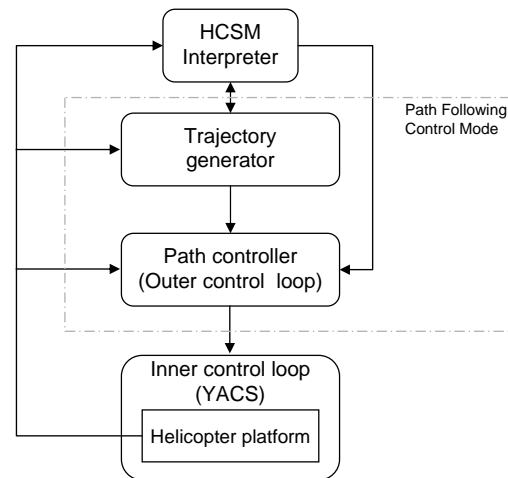 HCSM
Interpreter
Path Following
Control Mode
Trajectory
generator
Path controller
(Outer control loop)
Inner control loop
(YACS)
Helicopter platform